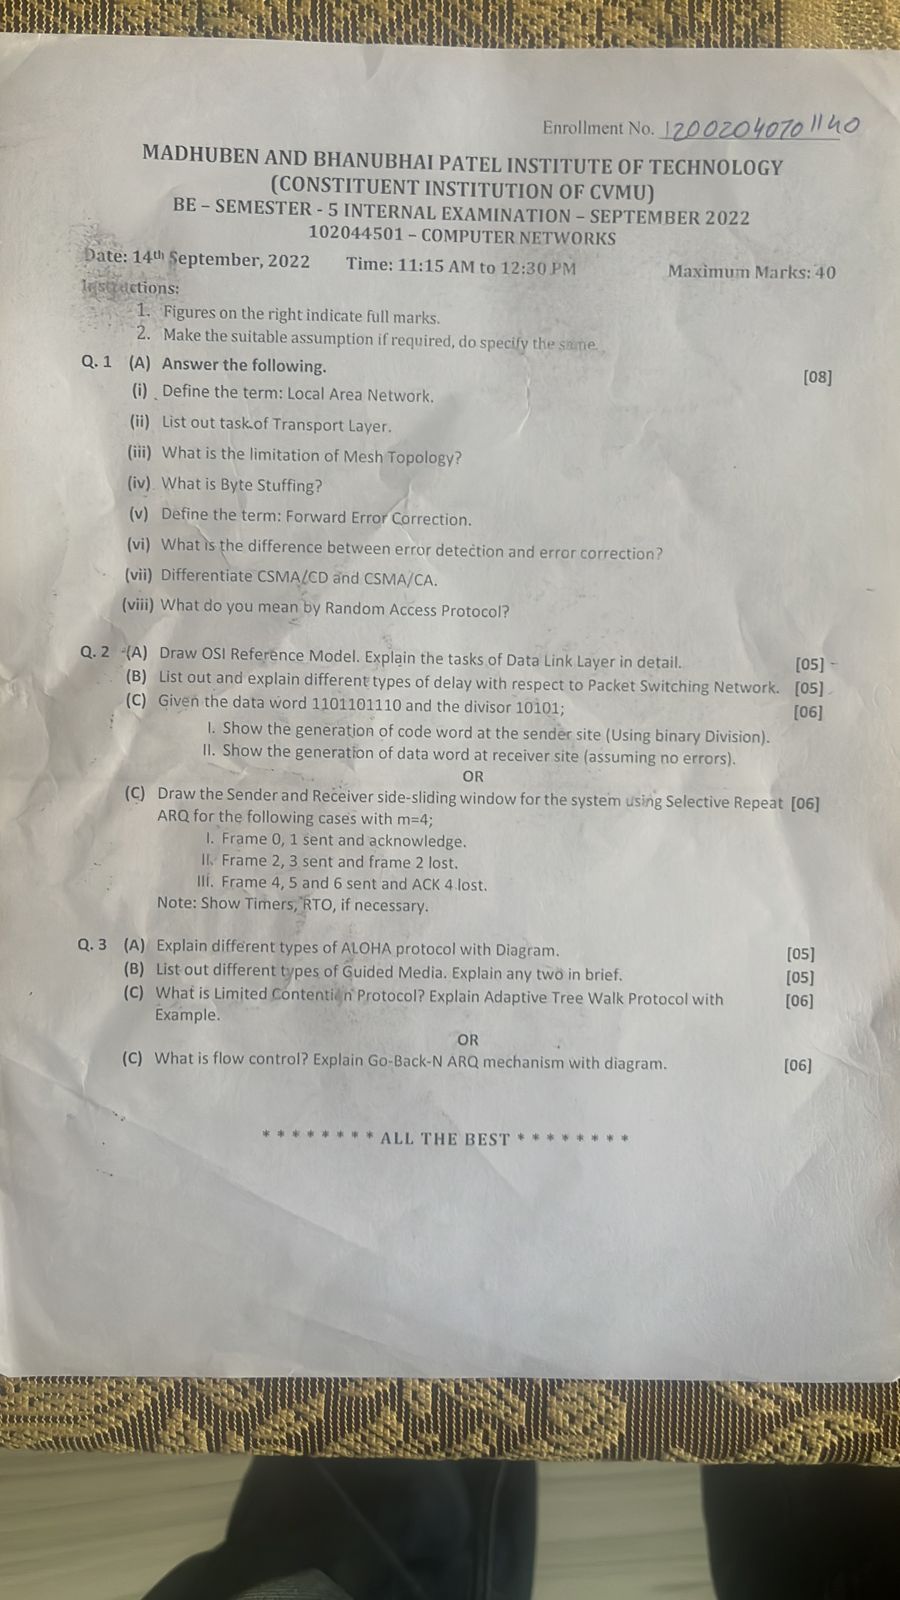 Enrollment No. 12002040701140
MADHUBEN AND BHANUBHAI PATEL INSTITUTE OF TECHNOLOGY
(CONSTITUENT INSTITUTION OF CVMU)
BE – SEMESTER - 5 INTERNAL EXAMINATION – SEPTEMBER 2022
102044501 – COMPUTER NETWORKS
Date: 14th September, 2022 Time: 11:15 AM to 12:30 PM Maximum Marks: 40
Instructions:
1. Figures on the right indicate full marks.
2. Make the suitable assumption if required, do specify the same.
Q. 1 (A) Answer the following. [08]
(i) Define the term: Local Area Network.
(ii) List out task of Transport Layer.
(iii) What is the limitation of Mesh Topology?
(iv) What is Byte Stuffing?
(v) Define the term: Forward Error Correction.
(vi) What is the difference between error detection and error correction?
(vii) Differentiate CSMA/CD and CSMA/CA.
(viii) What do you mean by Random Access Protocol?
Q. 2 (A) Draw OSI Reference Model. Explain the tasks of Data Link Layer in detail. [05]
(B) List out and explain different types of delay with respect to Packet Switching Network. [05]
(C) Given the data word 1101101110 and the divisor 10101; [06]
I. Show the generation of code word at the sender site (Using binary Division).
II. Show the generation of data word at receiver site (assuming no errors).
OR
(C) Draw the Sender and Receiver side-sliding window for the system using Selective Repeat [06]
ARQ for the following cases with m=4;
I. Frame 0, 1 sent and acknowledge.
II. Frame 2, 3 sent and frame 2 lost.
III. Frame 4, 5 and 6 sent and ACK 4 lost.
Note: Show Timers, RTO, if necessary.
Q. 3 (A) Explain different types of ALOHA protocol with Diagram. [05]
(B) List out different types of Guided Media. Explain any two in brief. [05]
(C) What is Limited Contention Protocol? Explain Adaptive Tree Walk Protocol with [06]
Example.
OR
(C) What is flow control? Explain Go-Back-N ARQ mechanism with diagram. [06]
* * * * * * * * ALL THE BEST * * * * * * * *